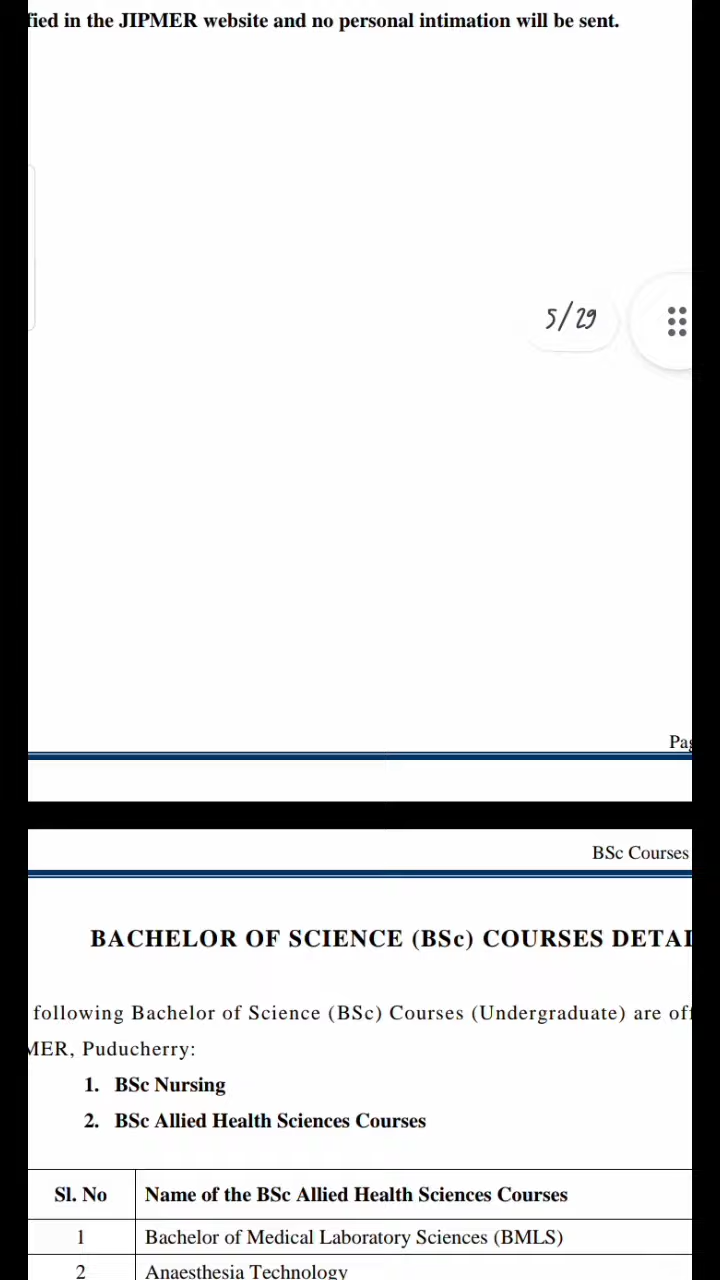 fied in the JIPMER website and no personal intimation will be sent.
5/29
Pag
BSc Courses
BACHELOR OF SCIENCE (BSc) COURSES DETAI
following Bachelor of Science (BSc) Courses (Undergraduate) are off
MER, Puducherry:
1. BSc Nursing
2. BSc Allied Health Sciences Courses
Sl. No Name of the BSc Allied Health Sciences Courses
1 Bachelor of Medical Laboratory Sciences (BMLS)
2 Anaesthesia Technology